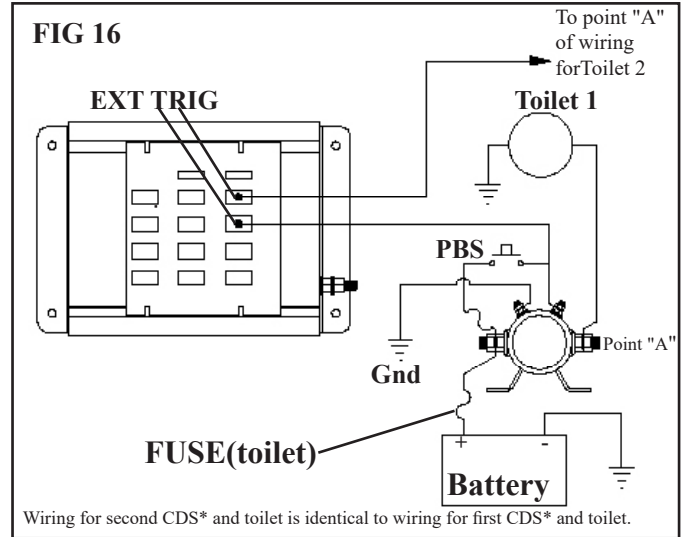 FIG 16
To point "A"
of wiring
forToilet 2
EXT TRIG
Toilet 1
PBS
Point "A"
Gnd
FUSE(toilet)
+ -
Battery
Wiring for second CDS* and toilet is identical to wiring for first CDS* and toilet.